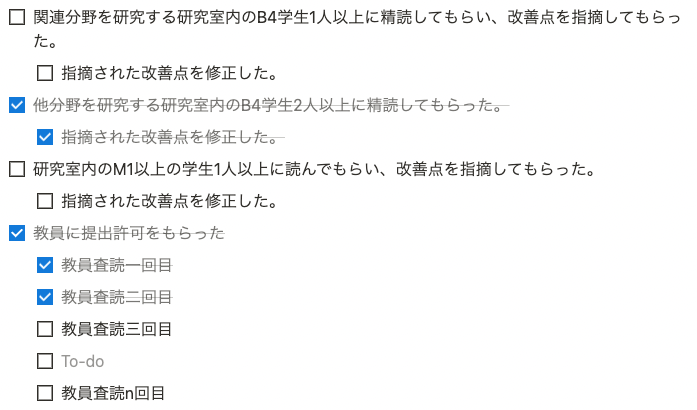 関連分野を研究する研究室内のB4学生1人以上に精読してもらい、改善点を指摘してもらっ
た。
指摘された改善点を修正した。
他分野を研究する研究室内のB4学生2人以上に精読してもらった。
指摘された改善点を修正した。
研究室内のM1以上の学生1人以上に読んでもらい、改善点を指摘してもらった。
指摘された改善点を修正した。
教員に提出許可をもらった
教員査読一回目
教員査読二回目
教員査読三回目
To-do
教員査読n回目